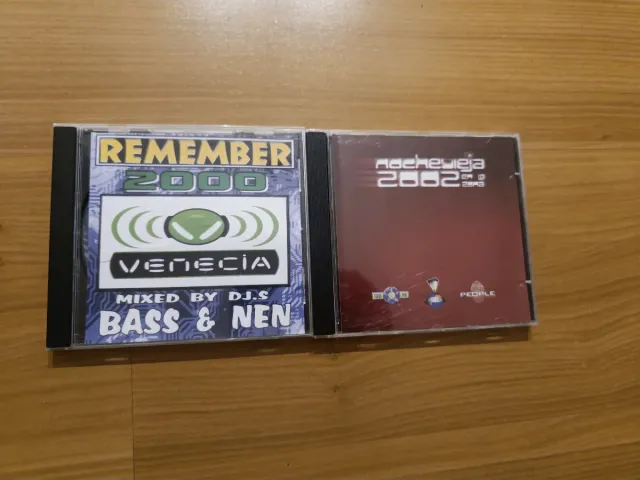 REMEMBER
2000
VENECIA
MIXED BY DJ.S
BASS & NEN
nochevieja
2002
PEOPLE